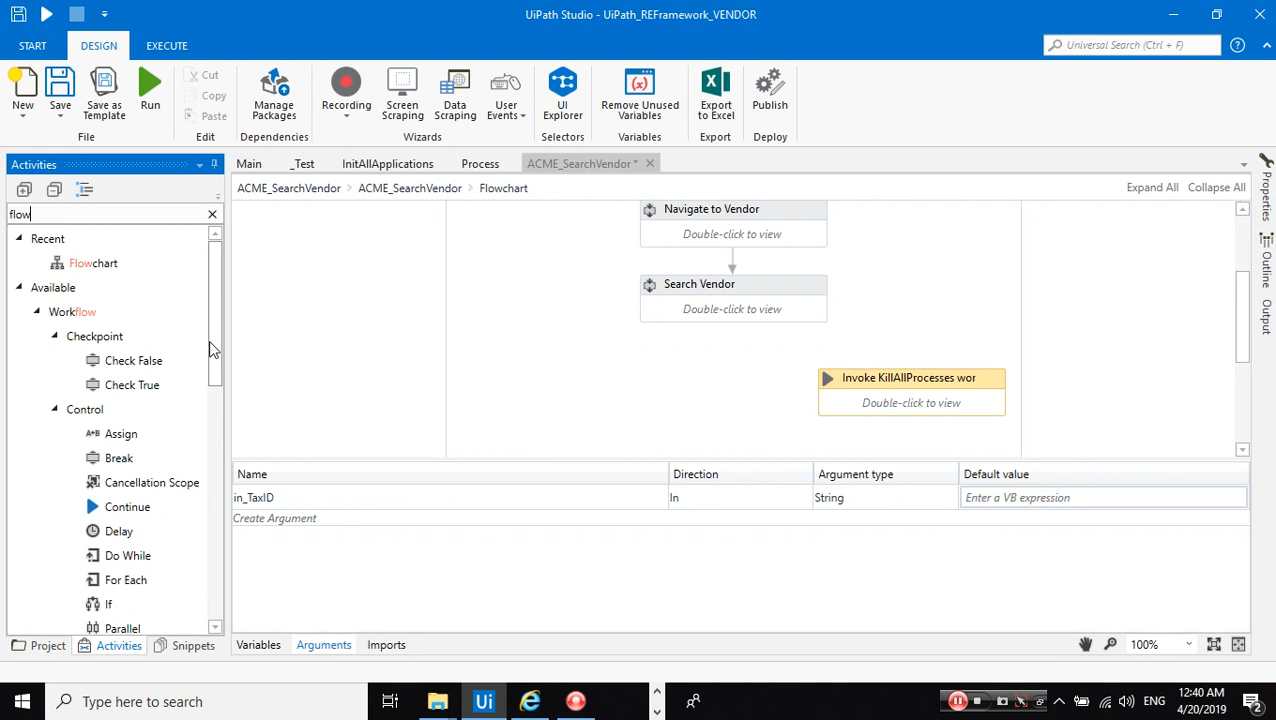 UiPath Studio - UiPath_REFramework_VENDOR
START
DESIGN
EXECUTE
Universal Search (Ctrl + F)
?
New
Save
Save as Template
Run
Cut
Copy
Paste
Manage Packages
Recording
Screen Scraping
Data Scraping
User Events
UI Explorer
Remove Unused Variables
Export to Excel
Publish
File
Edit
Dependencies
Wizards
Selectors
Variables
Export
Deploy
Activities
Main
_Test
InitAllApplications
Process
ACME_SearchVendor *
ACME_SearchVendor > ACME_SearchVendor > Flowchart
Expand All
Collapse All
flow
Recent
Flowchart
Available
Workflow
Checkpoint
Check False
Check True
Control
Assign
A+B
Break
Cancellation Scope
Continue
Delay
Do While
For Each
If
Parallel
Navigate to Vendor
Double-click to view
Search Vendor
Double-click to view
Invoke KillAllProcesses wor
Double-click to view
Name
Direction
Argument type
Default value
in_TaxID
In
String
Enter a VB expression
Create Argument
Properties
Outline
Output
Project
Activities
Snippets
Variables
Arguments
Imports
100%
Type here to search
Ui
ENG
12:40 AM
4/20/2019
2